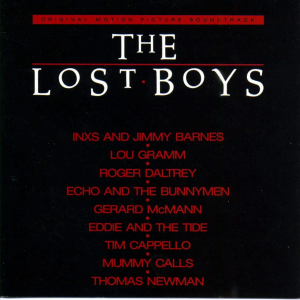 ORIGINAL MOTION PICTURE SOUNDTRACK
THE
LOST · BOYS
INXS AND JIMMY BARNES
LOU GRAMM
ROGER DALTREY
ECHO AND THE BUNNYMEN
GERARD McMANN
EDDIE AND THE TIDE
TIM CAPPELLO
MUMMY CALLS
THOMAS NEWMAN